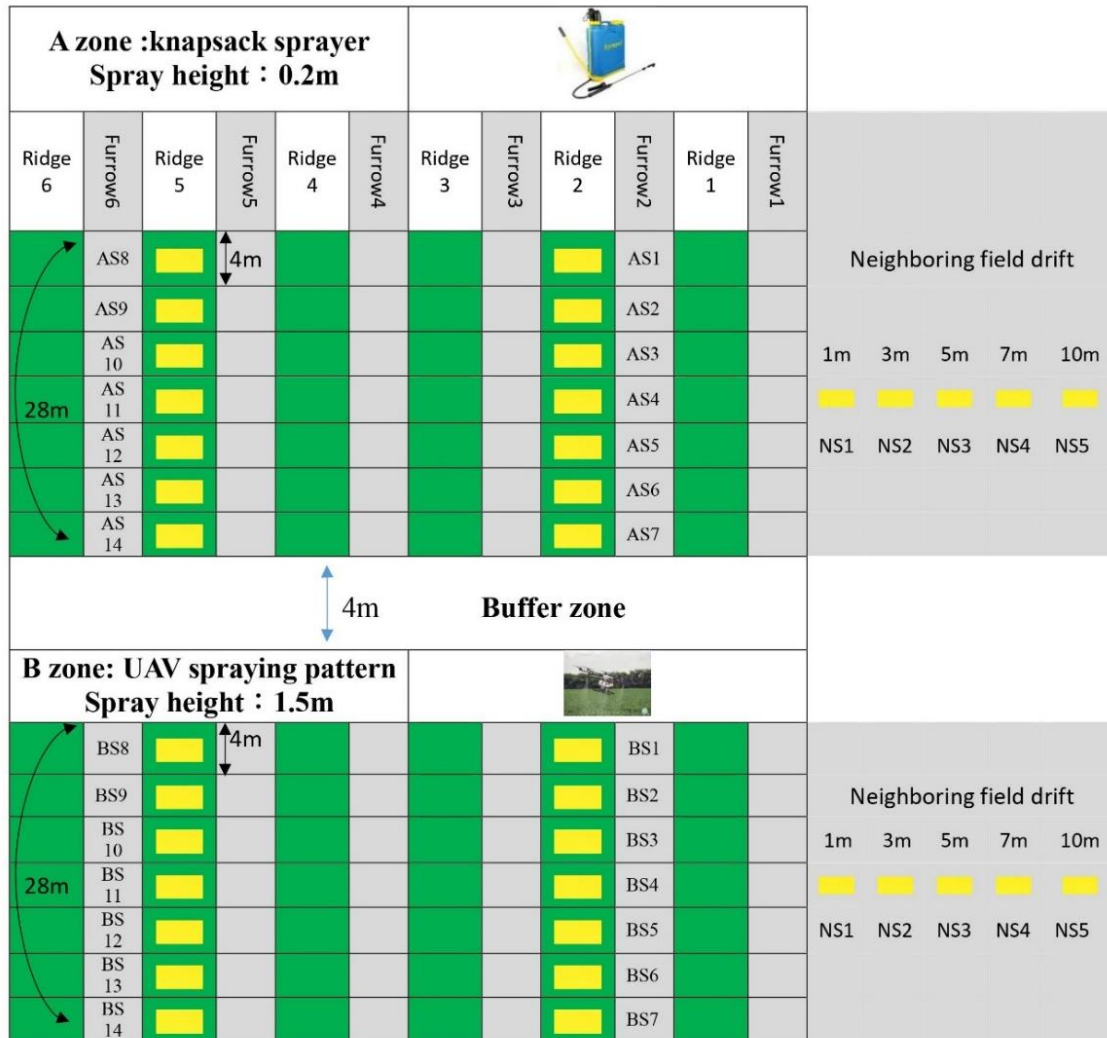 A zone :knapsack sprayer
Spray height：0.2m
Ridge 6
Furrow6
Ridge 5
Furrow5
Ridge 4
Furrow4
Ridge 3
Furrow3
Ridge 2
Furrow2
Ridge 1
Furrow1
AS8
4m
AS1
Neighboring field drift
AS9
AS2
AS 10
AS3
1m 3m 5m 7m 10m
28m
AS 11
AS4
AS 12
AS5
NS1 NS2 NS3 NS4 NS5
AS 13
AS6
AS 14
AS7
4m
Buffer zone
B zone: UAV spraying pattern
Spray height：1.5m
BS8
4m
BS1
BS9
BS2
Neighboring field drift
BS 10
BS3
1m 3m 5m 7m 10m
28m
BS 11
BS4
BS 12
BS5
NS1 NS2 NS3 NS4 NS5
BS 13
BS6
BS 14
BS7